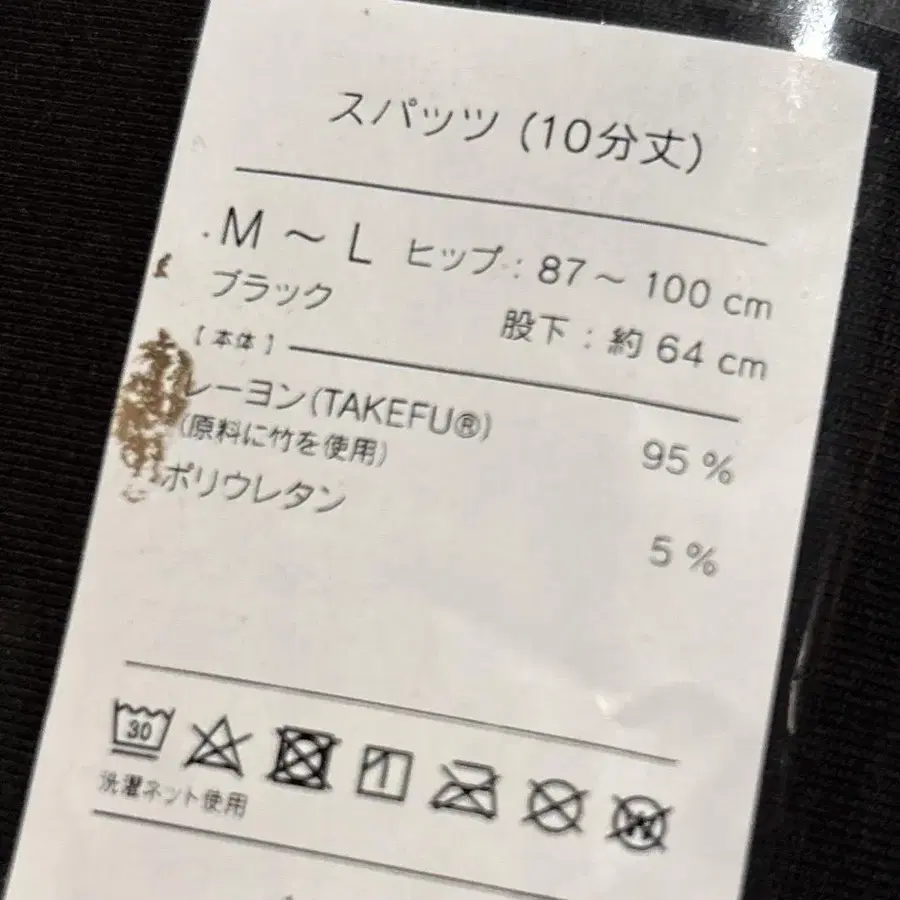 スパッツ (10分丈)
M 〜 L ヒップ : 87〜 100 cm
ブラック 股下 : 約 64 cm
【本体】
レーヨン(TAKEFU®) 95 %
(原料に竹を使用)
ポリウレタン 5 %
30
W
洗濯ネット使用